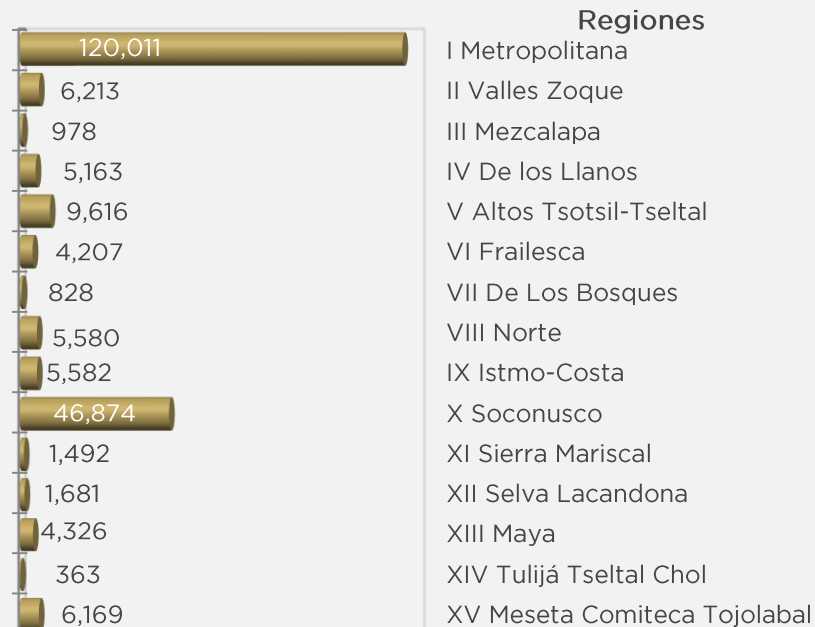 Regiones
120,011 I Metropolitana
6,213 II Valles Zoque
978 III Mezcalapa
5,163 IV De los Llanos
9,616 V Altos Tsotsil-Tseltal
4,207 VI Frailesca
828 VII De Los Bosques
5,580 VIII Norte
5,582 IX Istmo-Costa
46,874 X Soconusco
1,492 XI Sierra Mariscal
1,681 XII Selva Lacandona
4,326 XIII Maya
363 XIV Tulijá Tseltal Chol
6,169 XV Meseta Comiteca Tojolabal